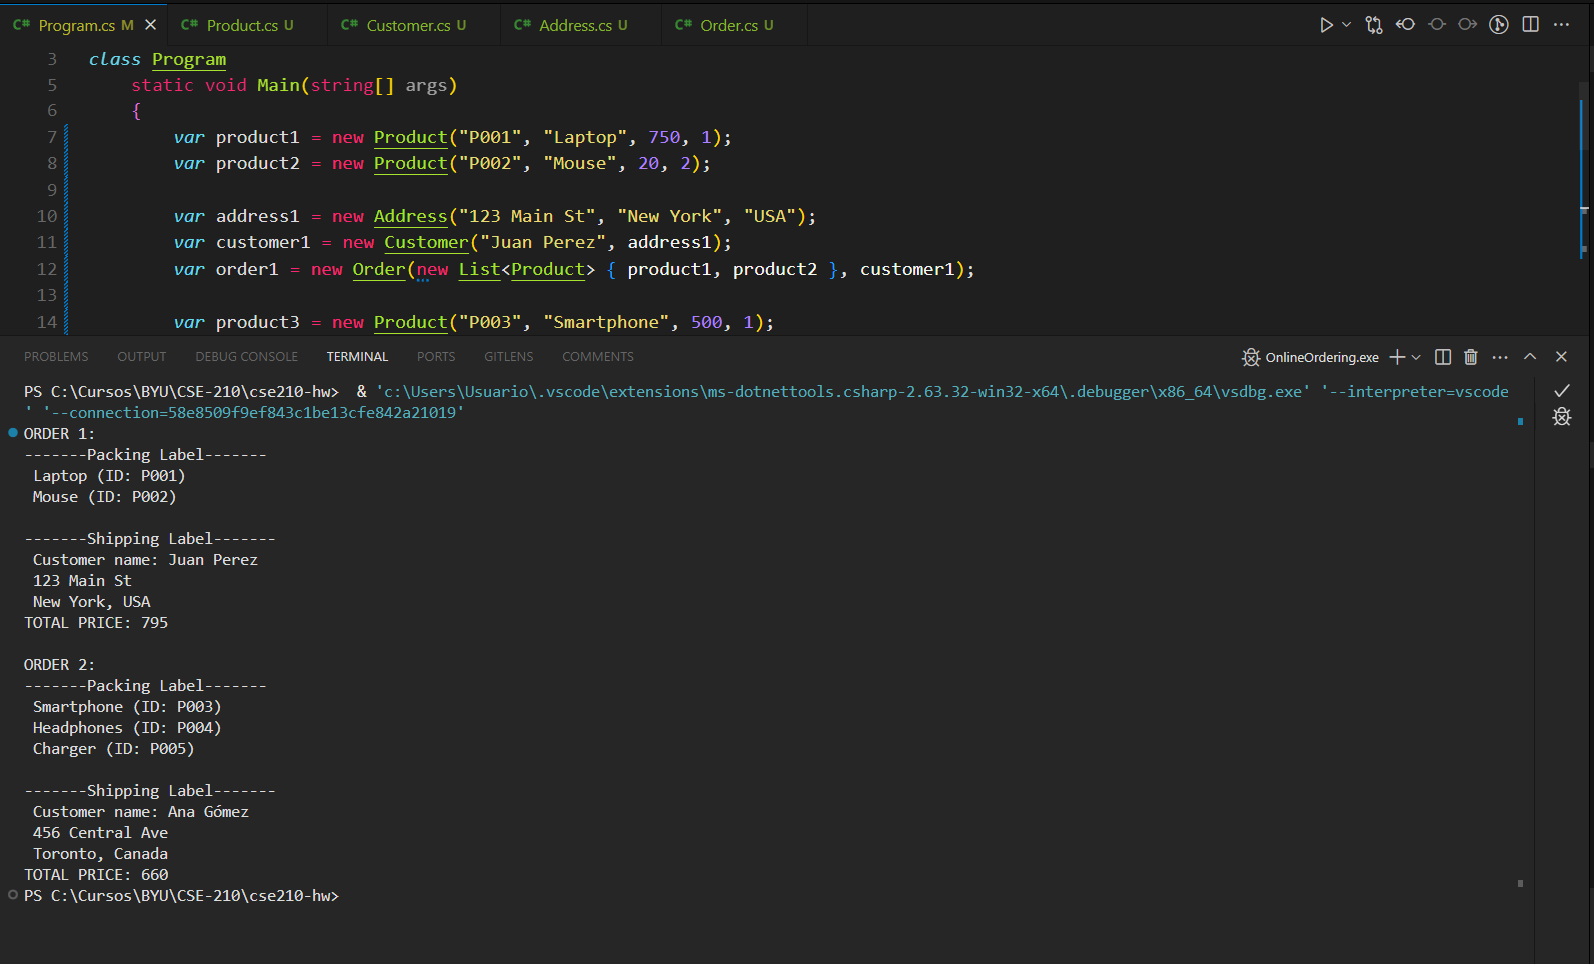 C# Program.cs M C# Product.cs U C# Customer.cs U C# Address.cs U C# Order.cs U
3 class Program
5 static void Main(string[] args)
6 {
7 var product1 = new Product("P001", "Laptop", 750, 1);
8 var product2 = new Product("P002", "Mouse", 20, 2);
9
10 var address1 = new Address("123 Main St", "New York", "USA");
11 var customer1 = new Customer("Juan Perez", address1);
12 var order1 = new Order(new List<Product> { product1, product2 }, customer1);
13
14 var product3 = new Product("P003", "Smartphone", 500, 1);
PROBLEMS OUTPUT DEBUG CONSOLE TERMINAL PORTS GITLENS COMMENTS OnlineOrdering.exe
PS C:\Cursos\BYU\CSE-210\cse210-hw> & 'c:\Users\Usuario\.vscode\extensions\ms-dotnettools.csharp-2.63.32-win32-x64\.debugger\x86_64\vsdbg.exe' '--interpreter=vscode
' '--connection=58e8509f9ef843c1be13cfe842a21019'
ORDER 1:
-------Packing Label-------
Laptop (ID: P001)
Mouse (ID: P002)
-------Shipping Label-------
Customer name: Juan Perez
123 Main St
New York, USA
TOTAL PRICE: 795
ORDER 2:
-------Packing Label-------
Smartphone (ID: P003)
Headphones (ID: P004)
Charger (ID: P005)
-------Shipping Label-------
Customer name: Ana Gómez
456 Central Ave
Toronto, Canada
TOTAL PRICE: 660
PS C:\Cursos\BYU\CSE-210\cse210-hw>